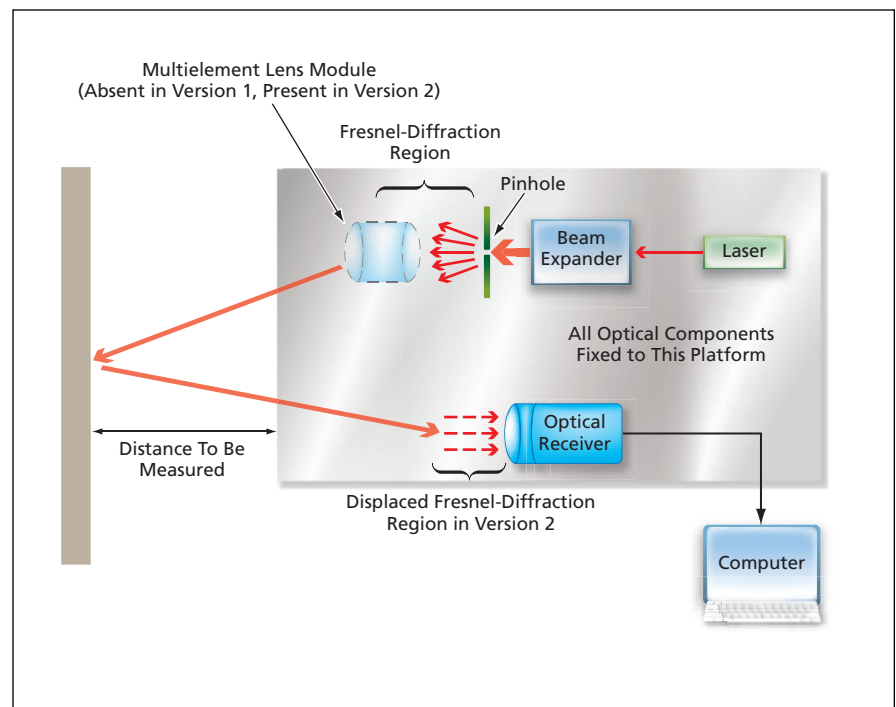 Multielement Lens Module
(Absent in Version 1, Present in Version 2)
Fresnel-Diffraction
Region
Pinhole
Beam
Expander
Laser
All Optical Components
Fixed to This Platform
Distance To Be
Measured
Optical
Receiver
Displaced Fresnel-Diffraction
Region in Version 2
Computer